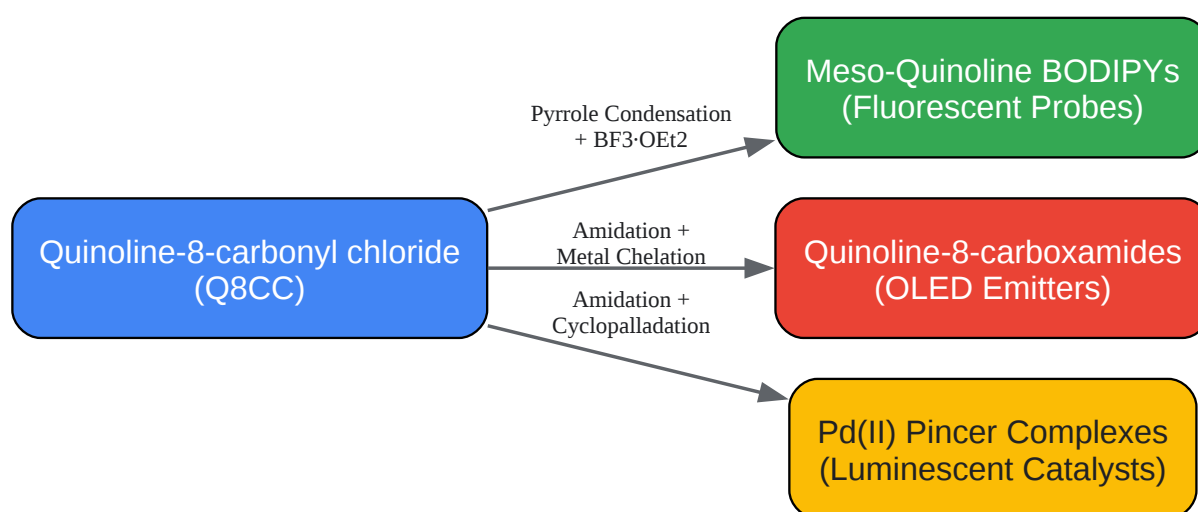 Meso-Quinoline BODIPYs
(Fluorescent Probes)
Pyrrole Condensation
+ BF3·OEt2
Quinoline-8-carbonyl chloride
(Q8CC)
Amidation +
Metal Chelation
Quinoline-8-carboxamides
(OLED Emitters)
Amidation +
Cyclopalladation
Pd(II) Pincer Complexes
(Luminescent Catalysts)